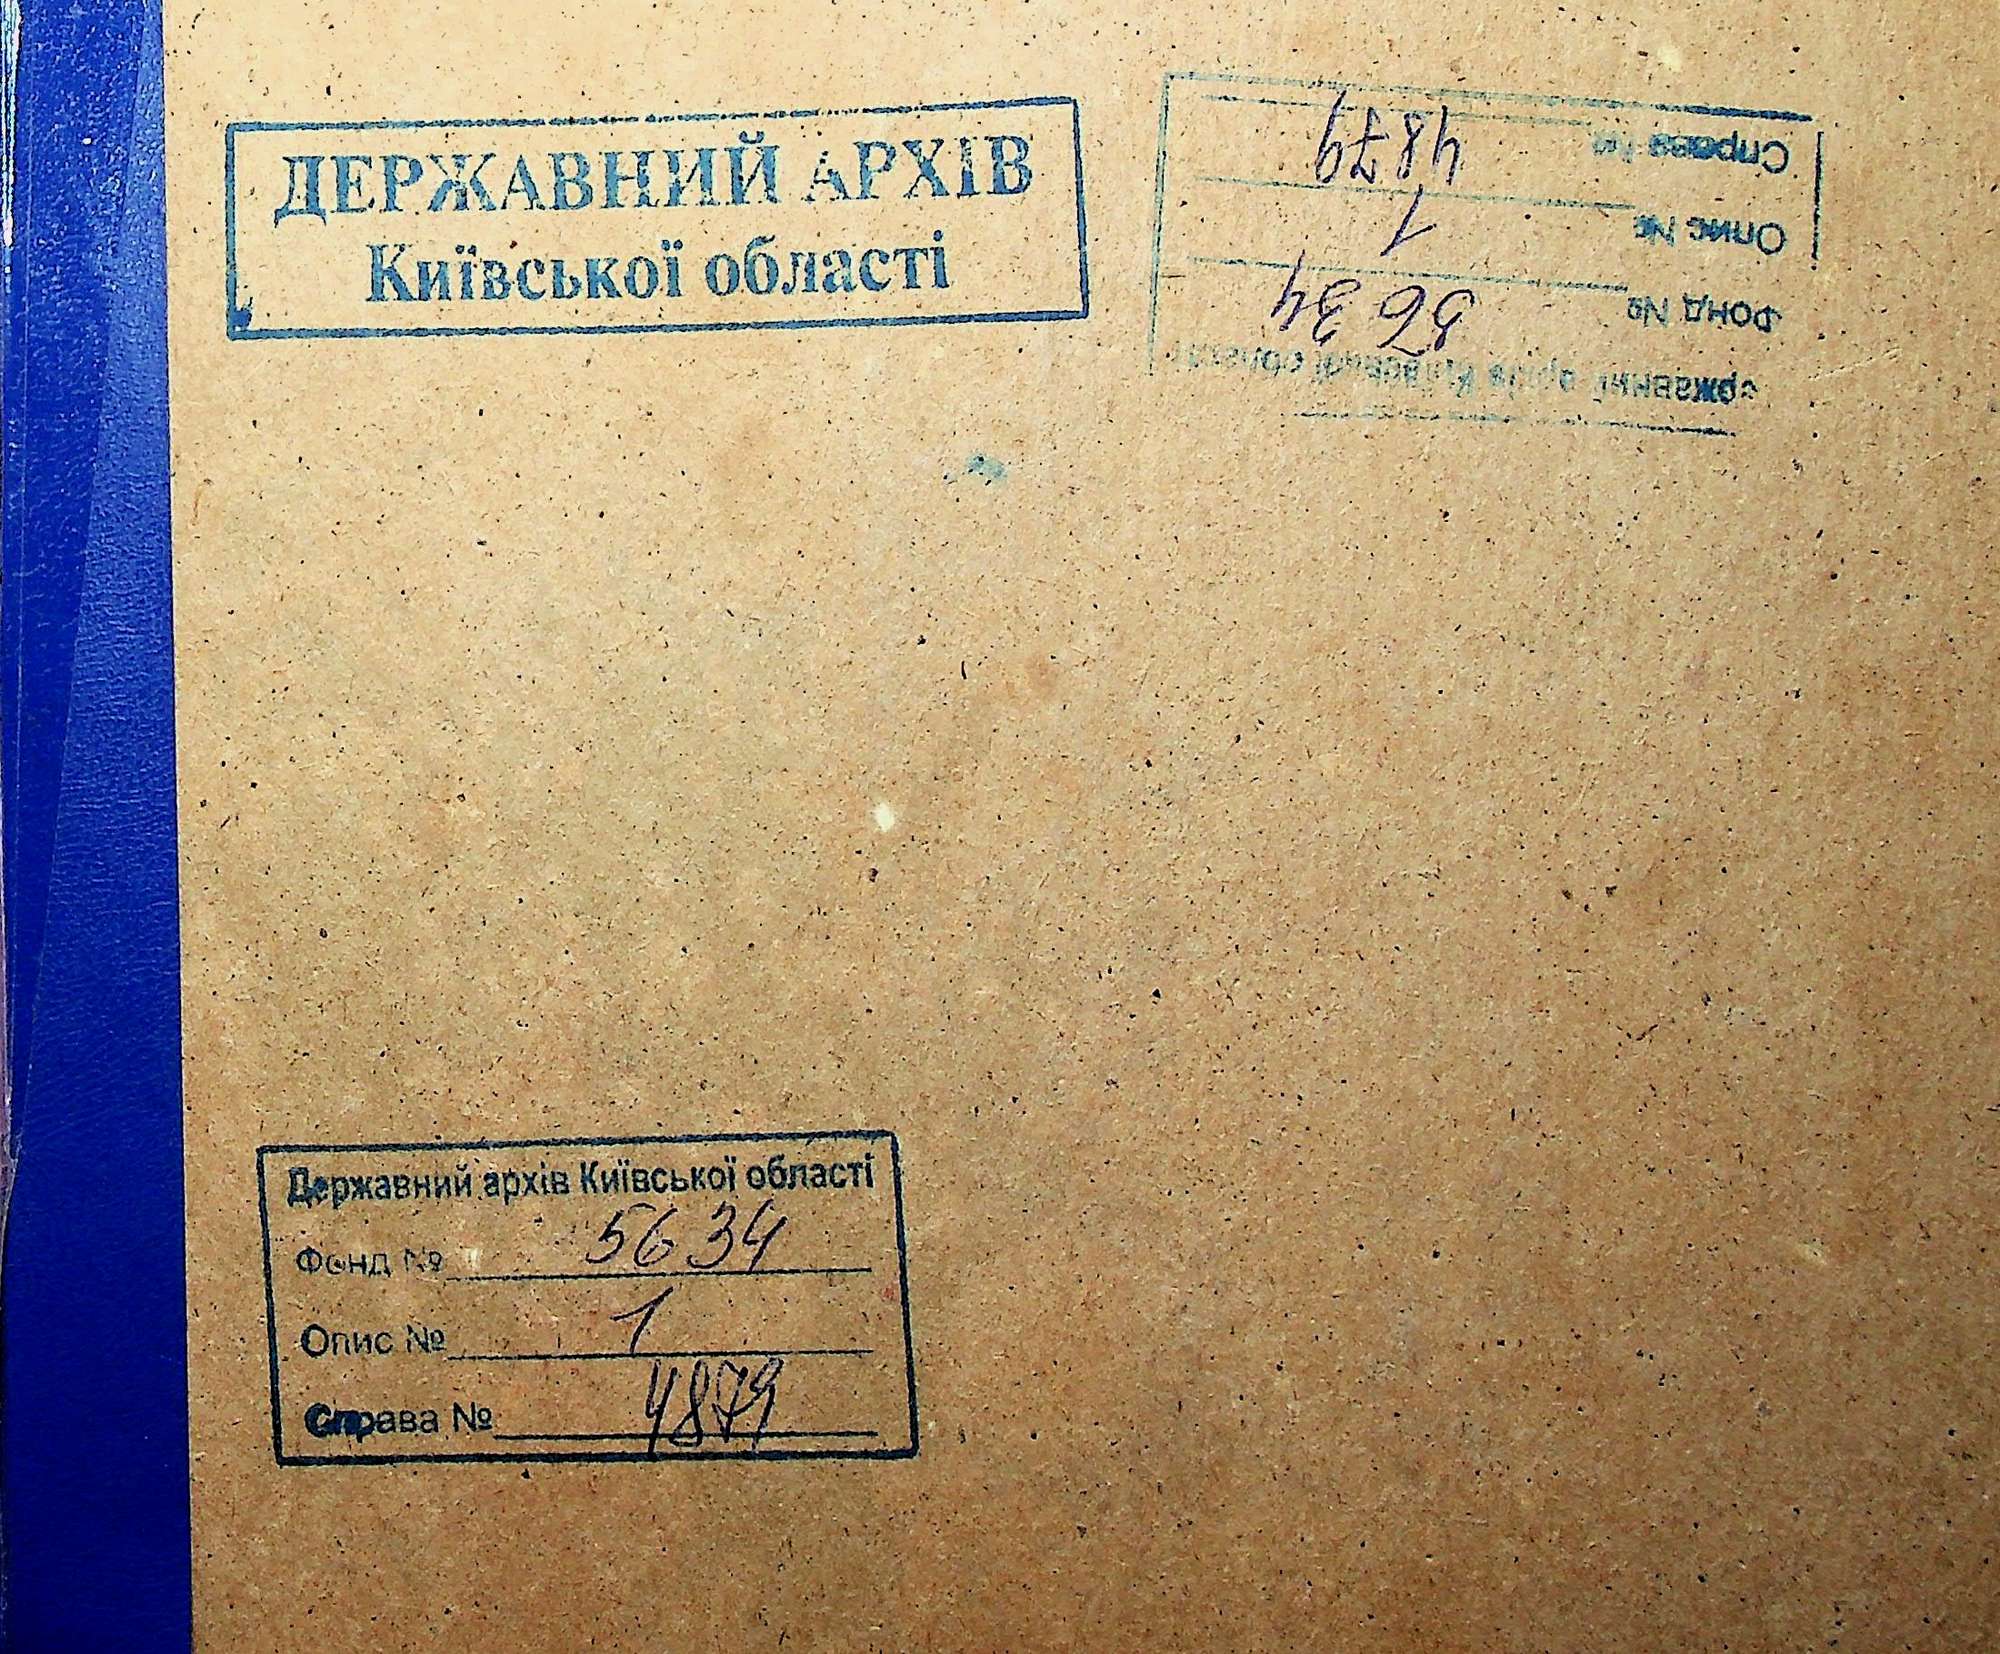 ДЕРЖАВНИЙ АРХІВ
Київської області
Державний архів Київської області
Фонд № 5634
Опис № 1
Справа № 4879
Державний архів Київської області
Фонд № 5634
Опис № 1
Справа № 4879